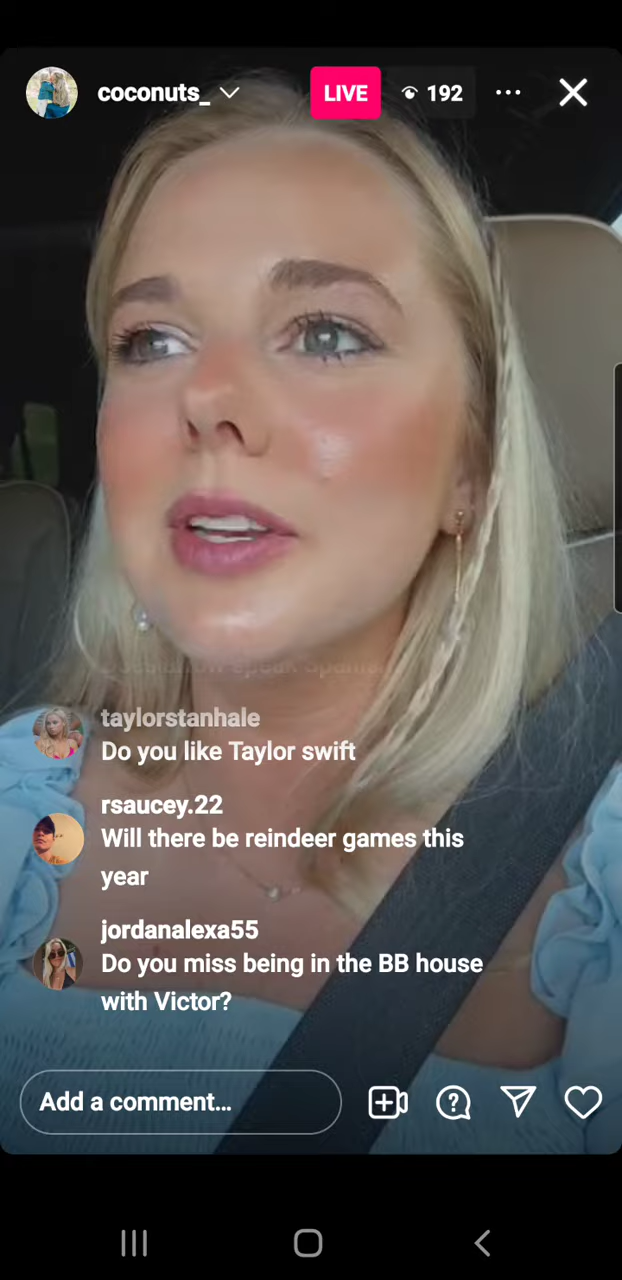 coconuts_
LIVE
192
taylorstanhale
Do you like Taylor swift
rsaucey.22
Will there be reindeer games this
year
jordanalexa55
Do you miss being in the BB house
with Victor?
Add a comment...